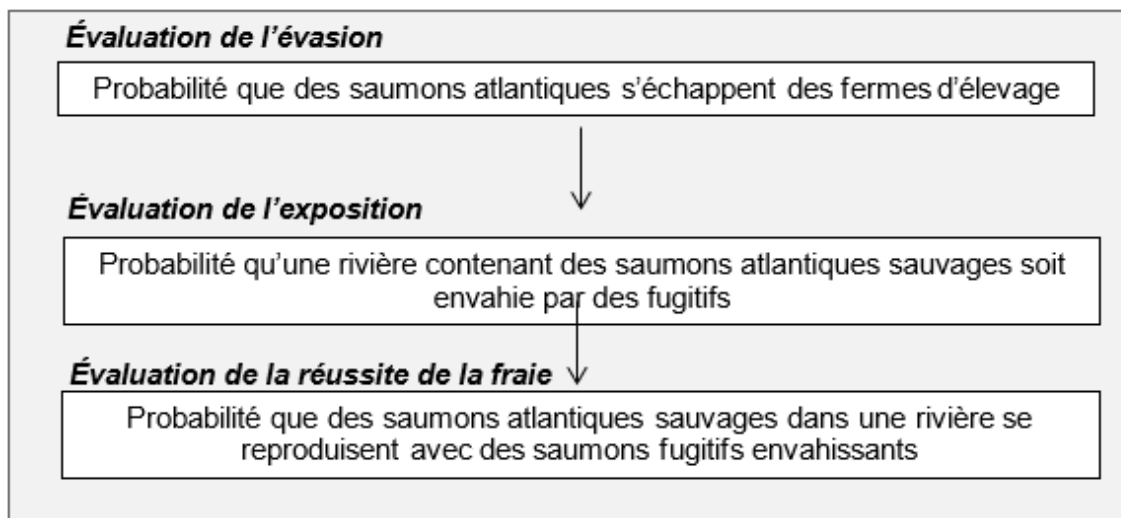 Évaluation de l’évasion
Probabilité que des saumons atlantiques s’échappent des fermes d’élevage
Évaluation de l’exposition
Probabilité qu’une rivière contenant des saumons atlantiques sauvages soit
envahie par des fugitifs
Évaluation de la réussite de la fraie
Probabilité que des saumons atlantiques sauvages dans une rivière se
reproduisent avec des saumons fugitifs envahissants